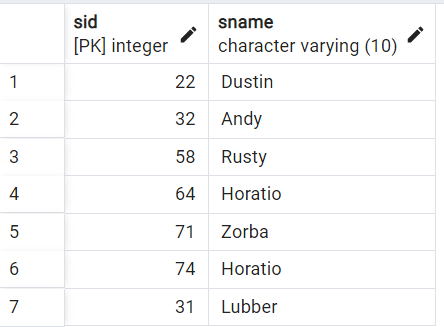 sid sname
[PK] integer character varying (10)
1 22 Dustin
2 32 Andy
3 58 Rusty
4 64 Horatio
5 71 Zorba
6 74 Horatio
7 31 Lubber